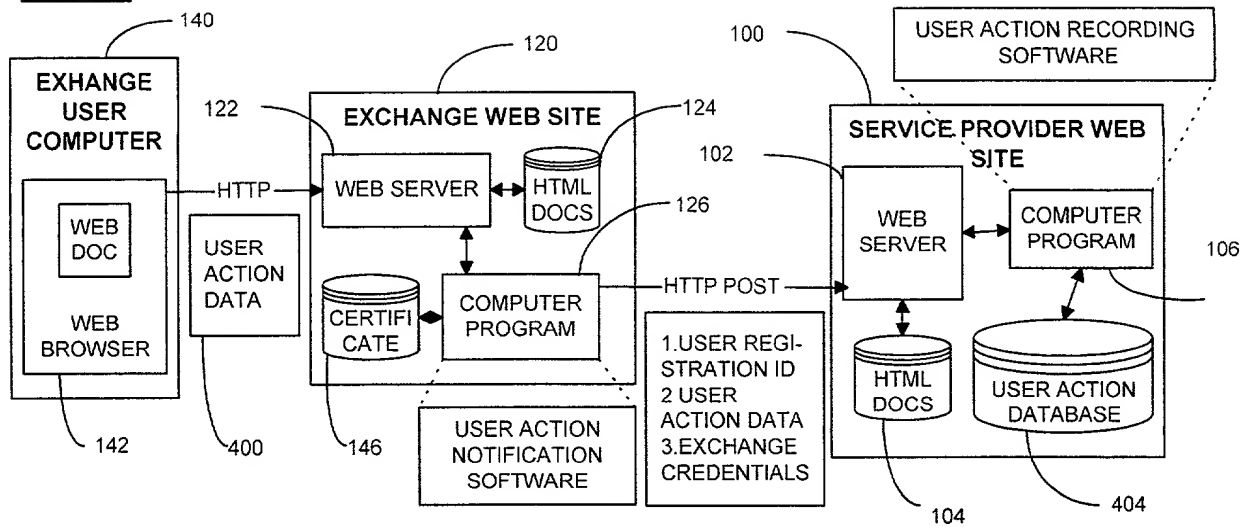 140
EXHANGE
USER
COMPUTER
WEB
DOC
WEB
BROWSER
142
HTTP
USER
ACTION
DATA
400
120
122
EXCHANGE WEB SITE
124
WEB SERVER
HTML
DOCS
126
CERTIFI
CATE
COMPUTER
PROGRAM
146
USER ACTION
NOTIFICATION
SOFTWARE
HTTP POST
1.USER REGI-
STRATION ID
2 USER
ACTION DATA
3.EXCHANGE
CREDENTIALS
100
USER ACTION RECORDING
SOFTWARE
SERVICE PROVIDER WEB
SITE
102
WEB
SERVER
COMPUTER
PROGRAM
106
HTML
DOCS
USER ACTION
DATABASE
104
404